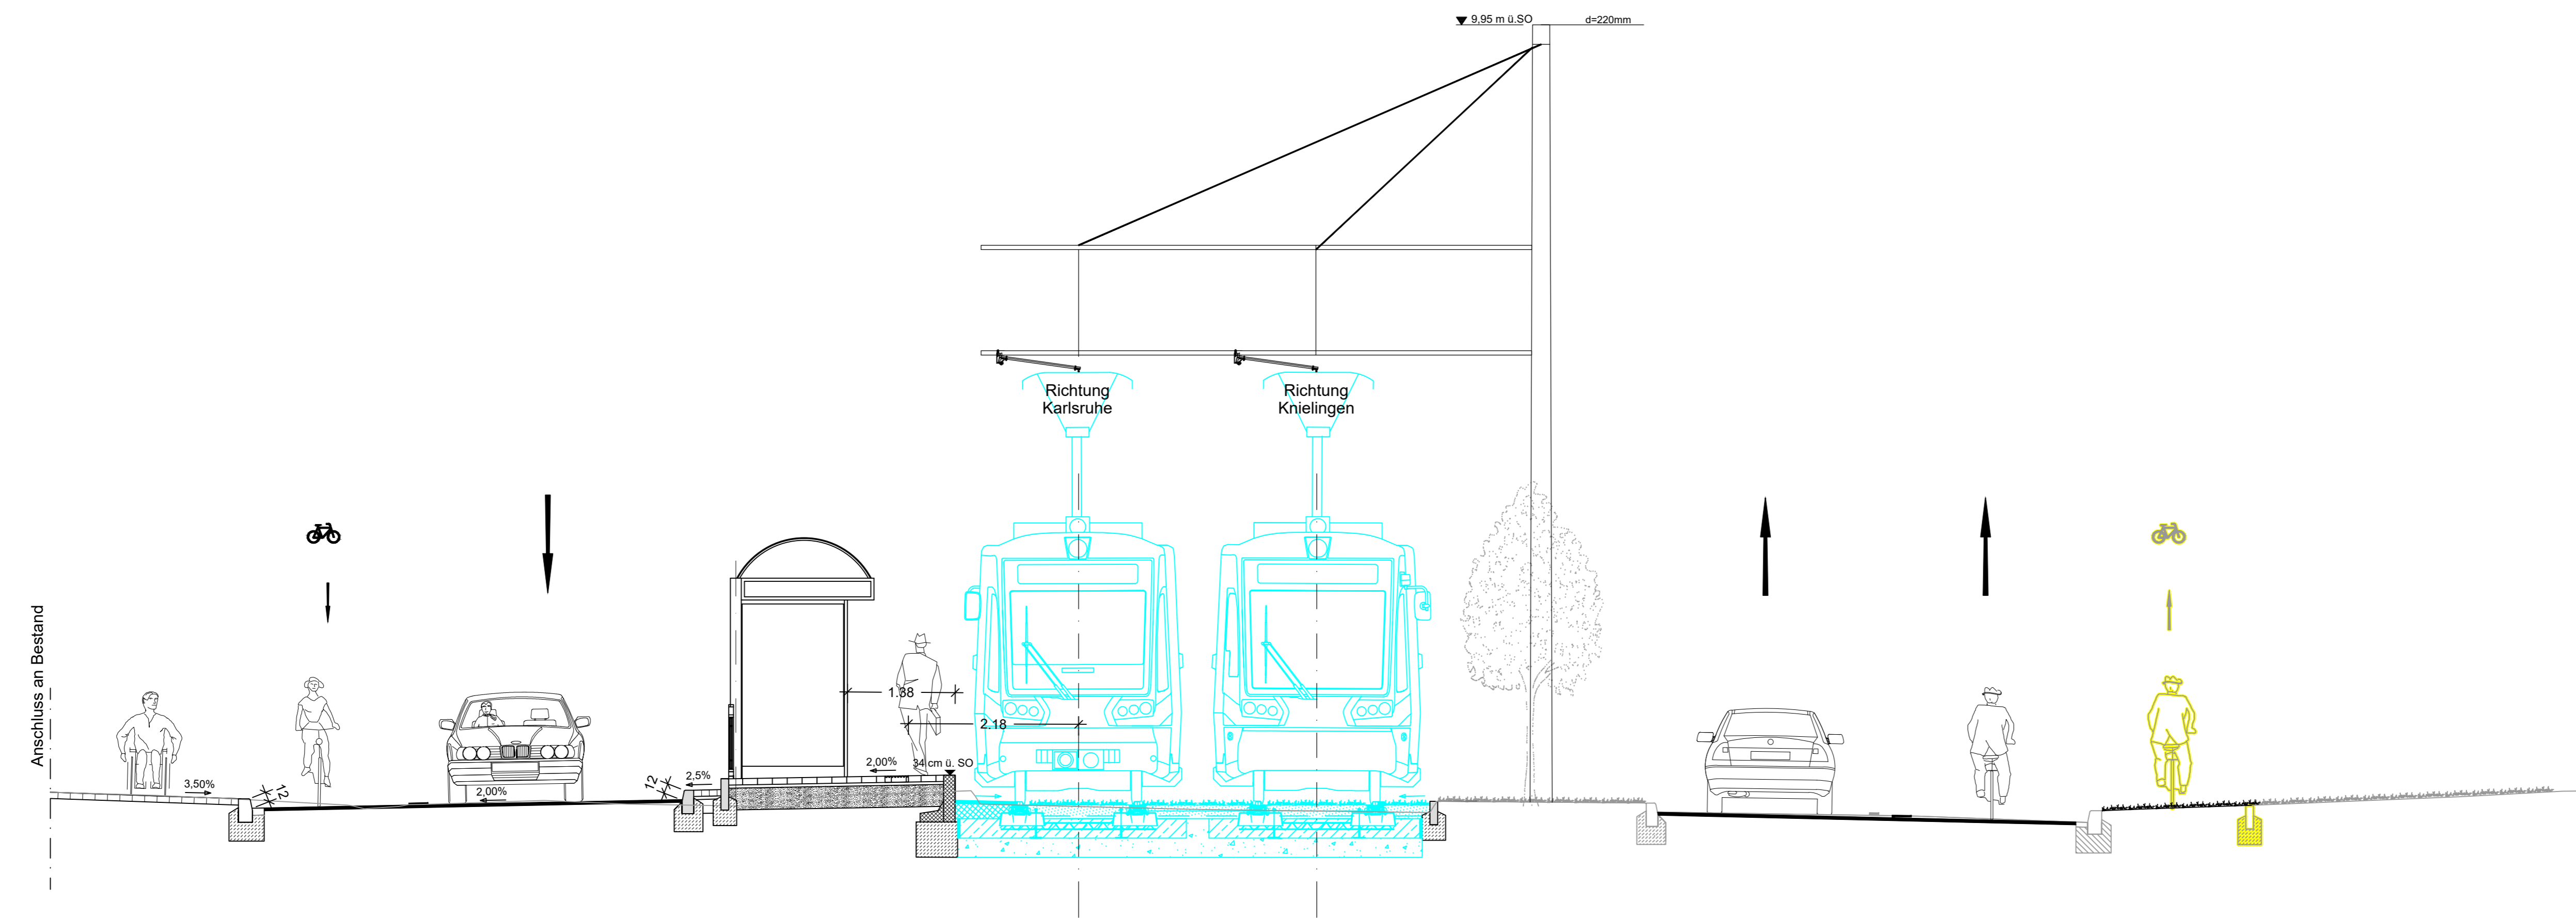 9,95 m ü.SO
d=220mm
Richtung
Karlsruhe
Richtung
Knielingen
Anschluss an Bestand
1.38
2.18
3,50%
12
2,00%
12
2,5%
2,00%
34 cm ü. SO